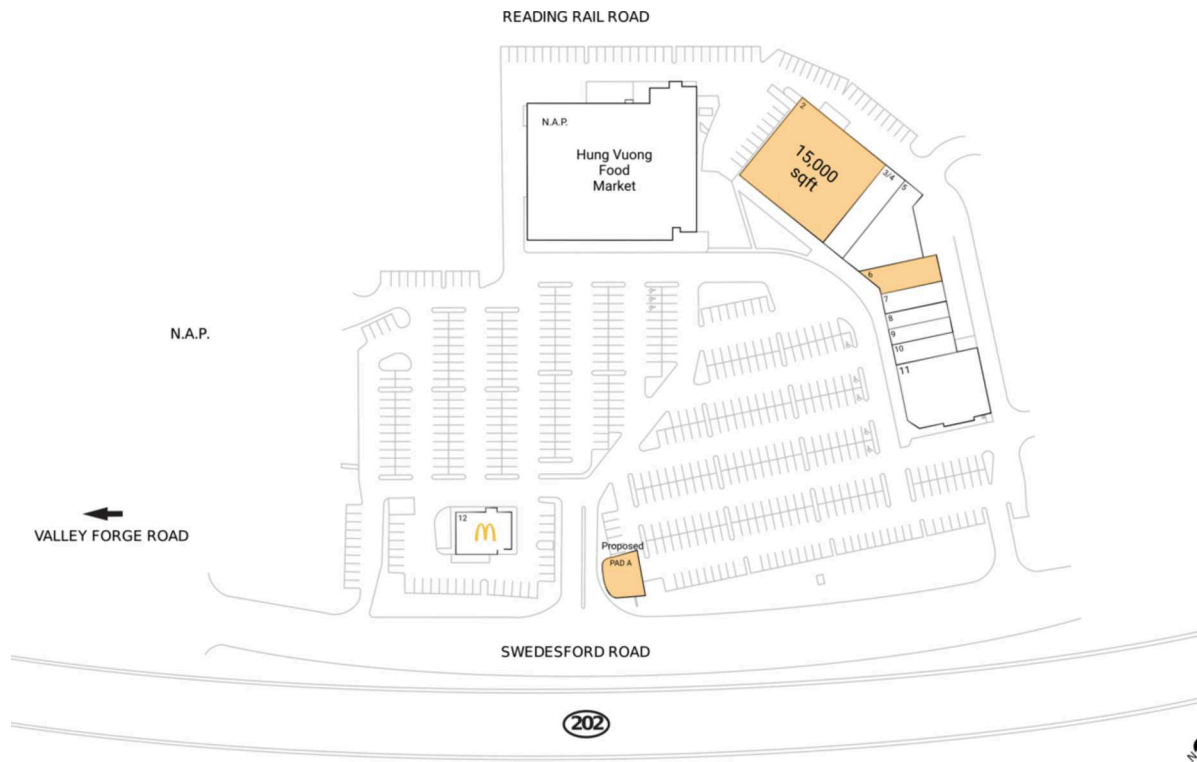 READING RAIL ROAD
N.A.P.
Hung Vuong
Food
Market
2
15,000
sqft
3/4
5
6
7
8
9
10
11
N.A.P.
12
VALLEY FORGE ROAD
Proposed
PAD A
SWEDESFORD ROAD
202
N